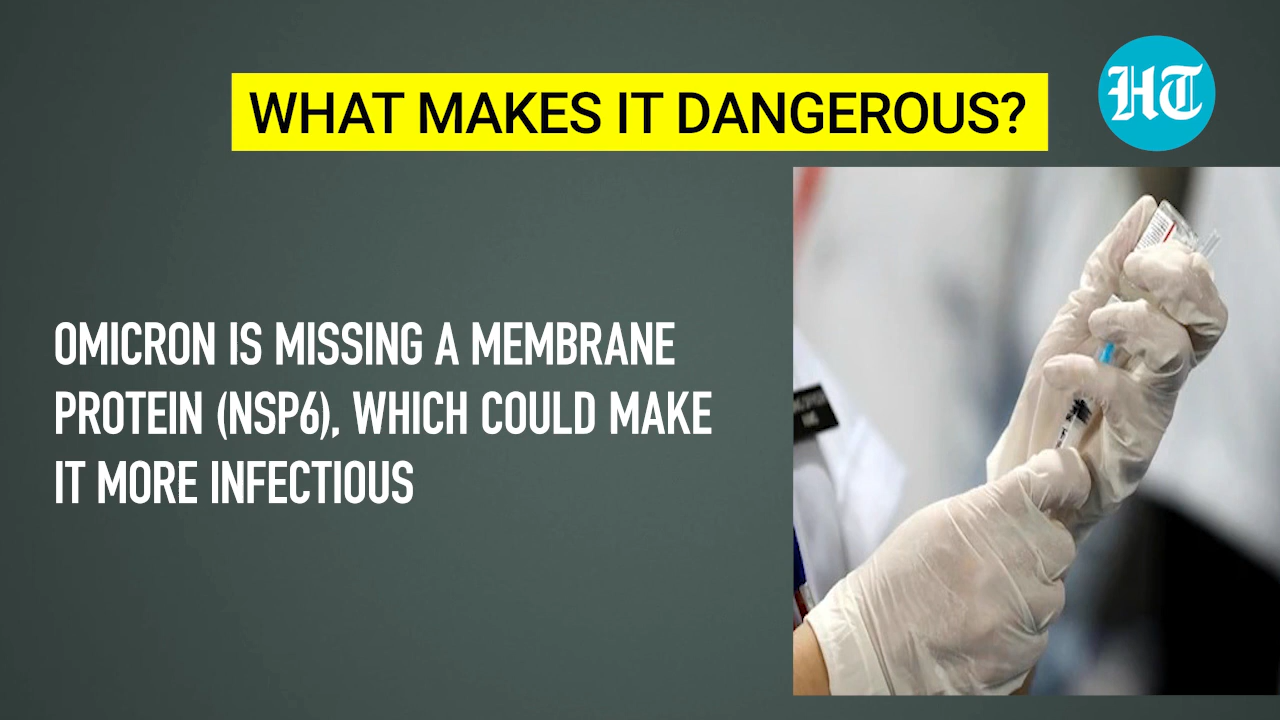 WHAT MAKES IT DANGEROUS?
HT
OMICRON IS MISSING A MEMBRANE
PROTEIN (NSP6), WHICH COULD MAKE
IT MORE INFECTIOUS